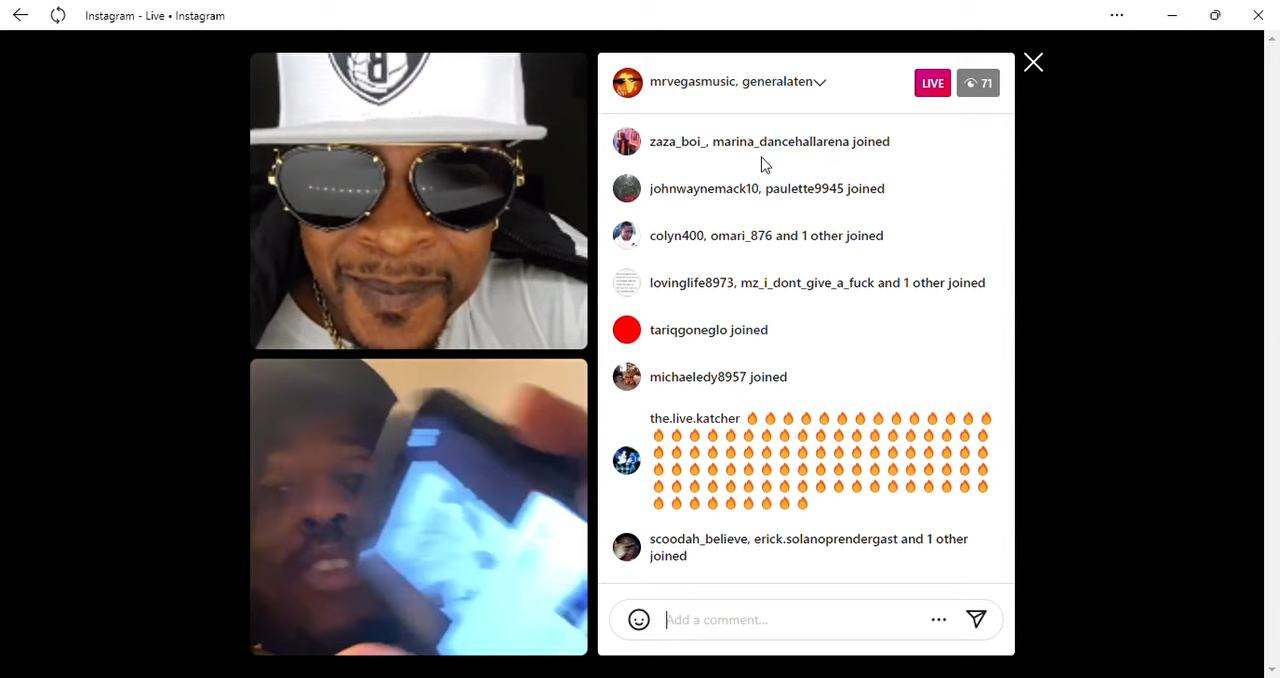 Instagram - Live • Instagram
mrvegasmusic, generalaten
LIVE
71
zaza_boi_, marina_dancehallarena joined
johnwaynemack10, paulette9945 joined
colyn400, omari_876 and 1 other joined
lovinglife8973, mz_i_dont_give_a_fuck and 1 other joined
tariqgoneglo joined
michaeledy8957 joined
the.live.katcher 🔥🔥🔥🔥🔥🔥🔥🔥🔥🔥🔥🔥🔥🔥
🔥🔥🔥🔥🔥🔥🔥🔥🔥🔥🔥🔥🔥🔥🔥🔥🔥🔥🔥
🔥🔥🔥🔥🔥🔥🔥🔥🔥🔥🔥🔥🔥🔥🔥🔥🔥🔥🔥
🔥🔥🔥🔥🔥🔥🔥🔥🔥🔥🔥🔥🔥🔥🔥🔥🔥🔥🔥
🔥🔥🔥🔥🔥🔥🔥🔥🔥🔥🔥🔥🔥🔥🔥🔥🔥🔥🔥
🔥🔥🔥🔥🔥🔥🔥🔥🔥
scoodah_believe, erick.solanoprendergast and 1 other
joined
Add a comment...